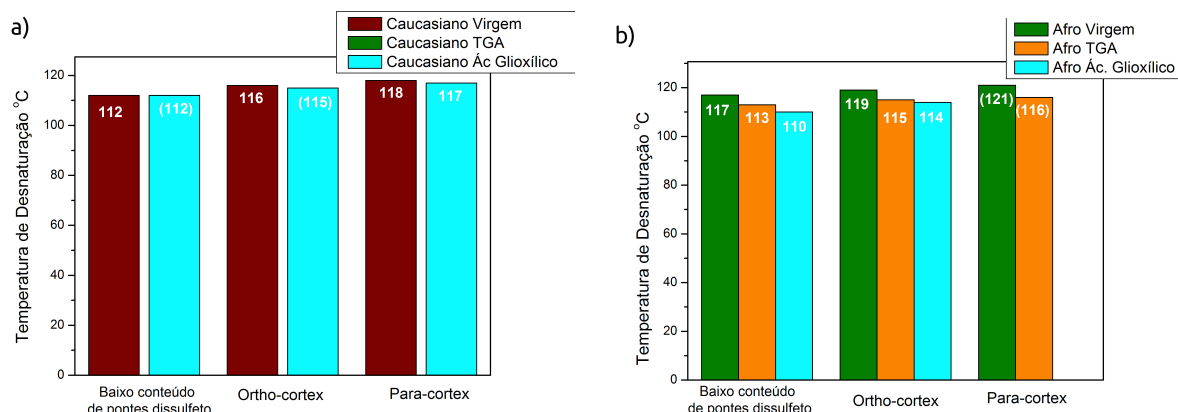 a)
Caucasiano Virgem
Caucasiano TGA
Caucasiano Ác Glioxílico
Temperatura de Desnaturação °C
120
100
80
60
40
20
0
112
(112)
116
(115)
118
117
Baixo conteúdo
de pontes dissulfeto
Ortho-cortex
Para-cortex
b)
Afro Virgem
Afro TGA
Afro Ác. Glioxílico
Temperatura de Desnaturação °C
120
100
80
60
40
20
0
117
113
110
119
115
114
(121)
(116)
Baixo conteúdo
de pontes dissulfeto
Ortho-cortex
Para-cortex